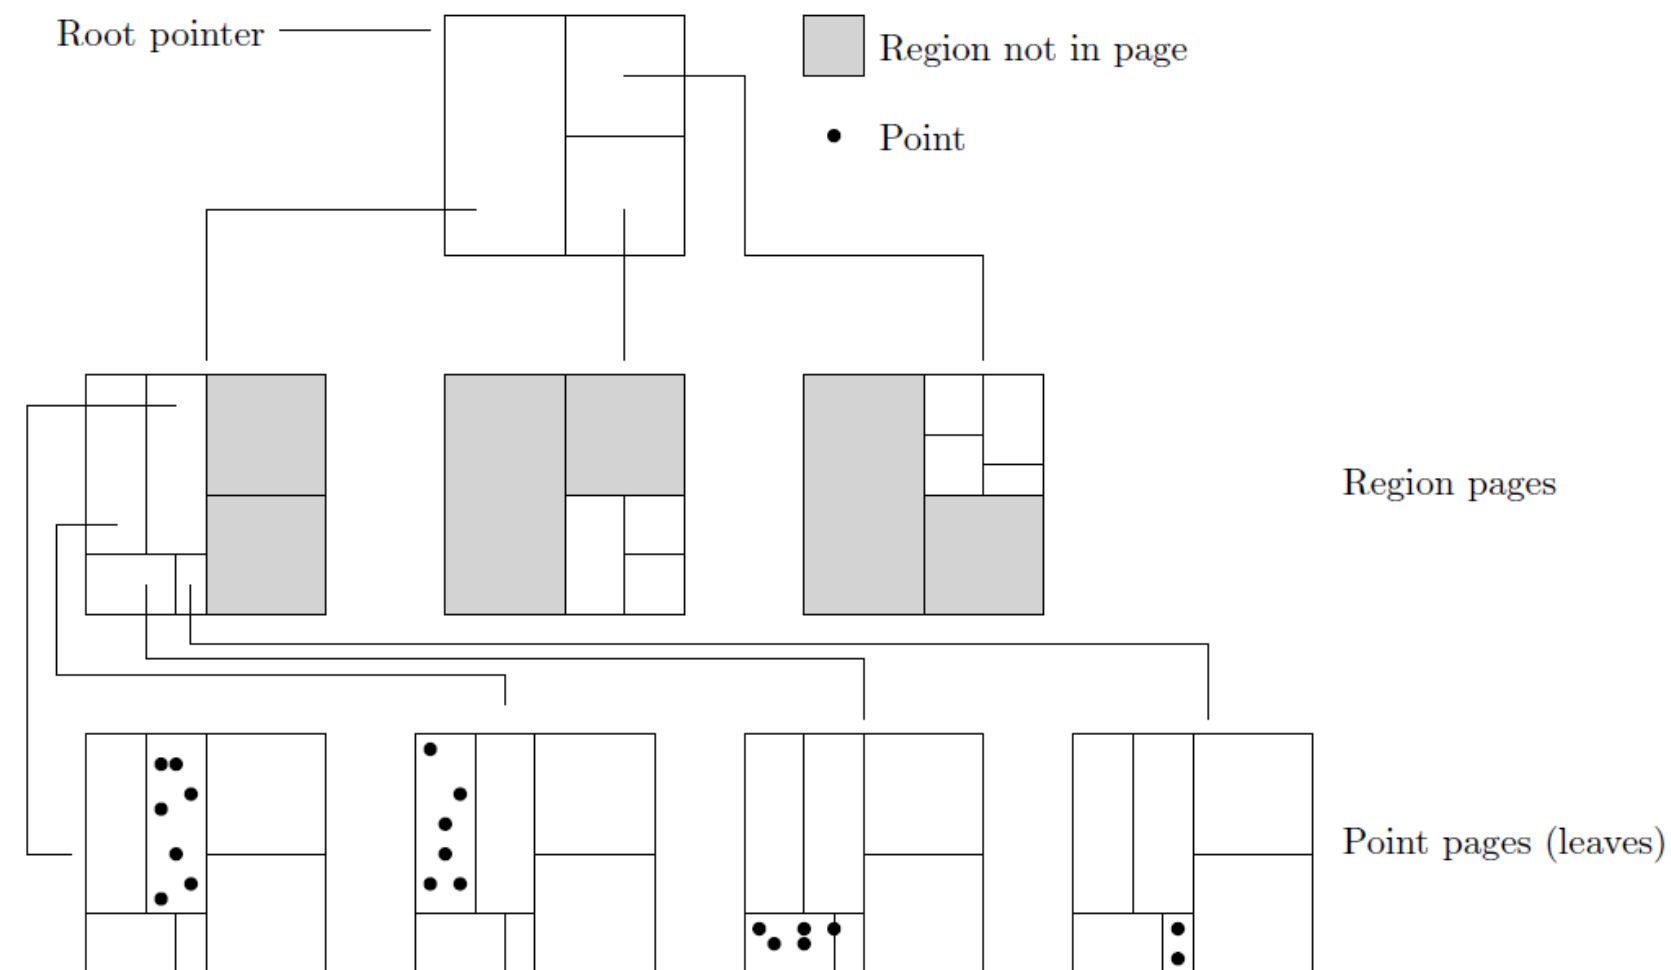 Root pointer
Region not in page
Point
Region pages
Point pages (leaves)